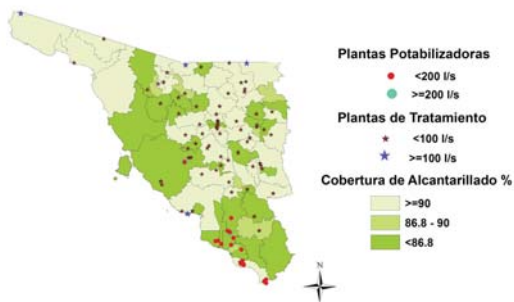 Plantas Potabilizadoras
<200 l/s
>=200 l/s
Plantas de Tratamiento
<100 l/s
>=100 l/s
Cobertura de Alcantarillado %
>=90
86.8 - 90
<86.8
N